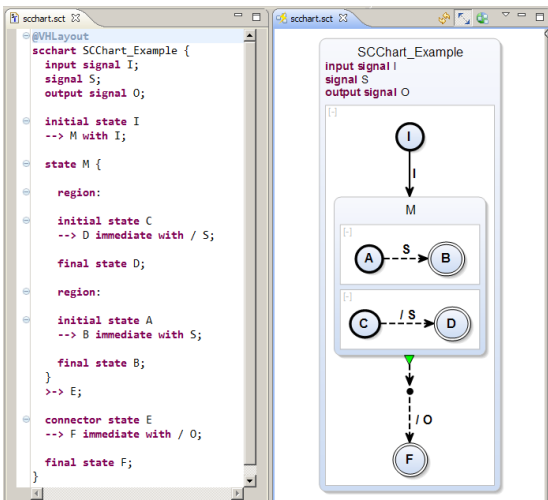 scchart.sct
@VHLayout
scchart SCChart_Example {
input signal I;
signal S;
output signal O;
initial state I
--> M with I;
state M {
region:
initial state C
--> D immediate with / S;
final state D;
region:
initial state A
--> B immediate with S;
final state B;
}
>-> E;
connector state E
--> F immediate with / O;
final state F;
}
scchart.sct
SCChart_Example
input signal I
signal S
output signal O
[-]
I
I
M
[-]
A
S
B
[-]
C
/ S
D
/ O
F